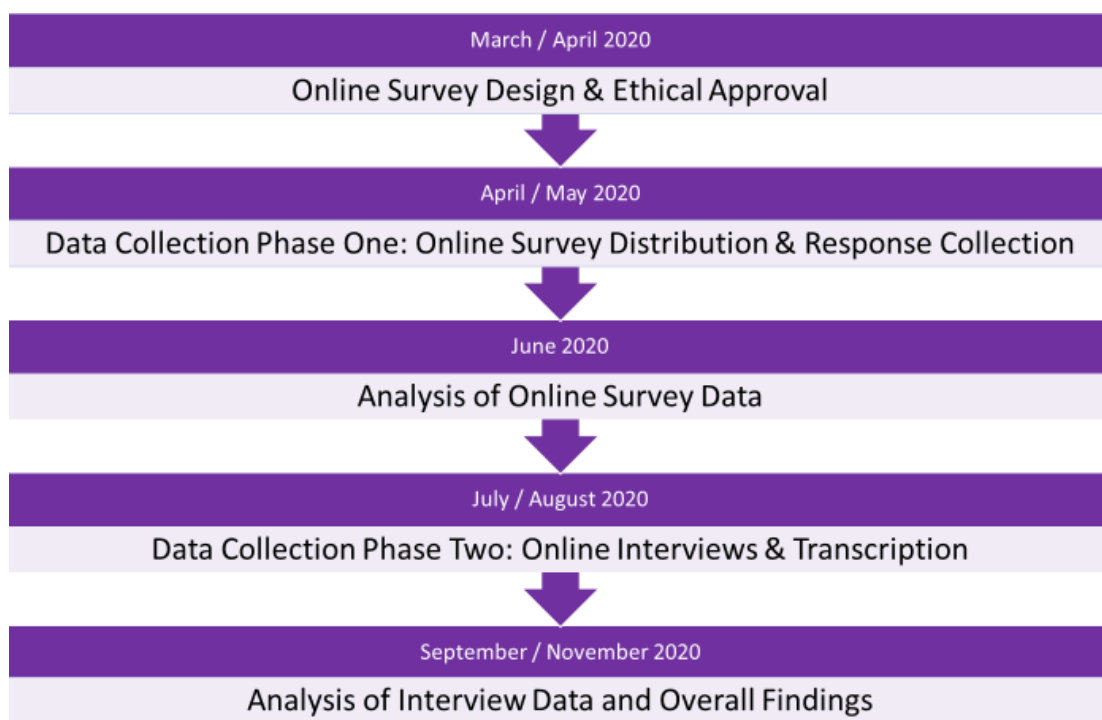 March / April 2020
Online Survey Design & Ethical Approval
April / May 2020
Data Collection Phase One: Online Survey Distribution & Response Collection
June 2020
Analysis of Online Survey Data
July / August 2020
Data Collection Phase Two: Online Interviews & Transcription
September / November 2020
Analysis of Interview Data and Overall Findings